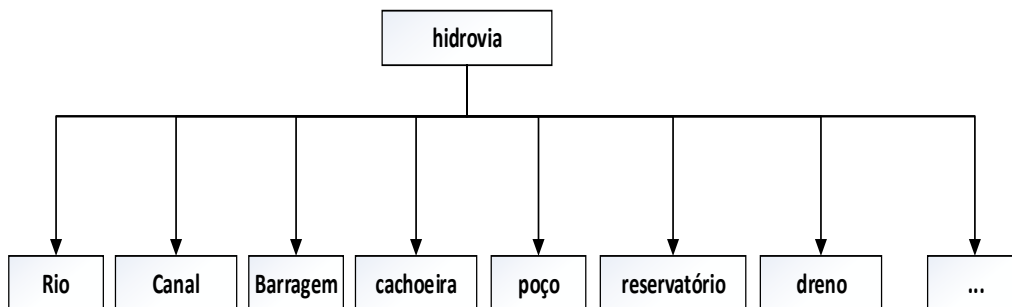 hidrovia
Rio
Canal
Barragem
cachoeira
poço
reservatório
dreno
...